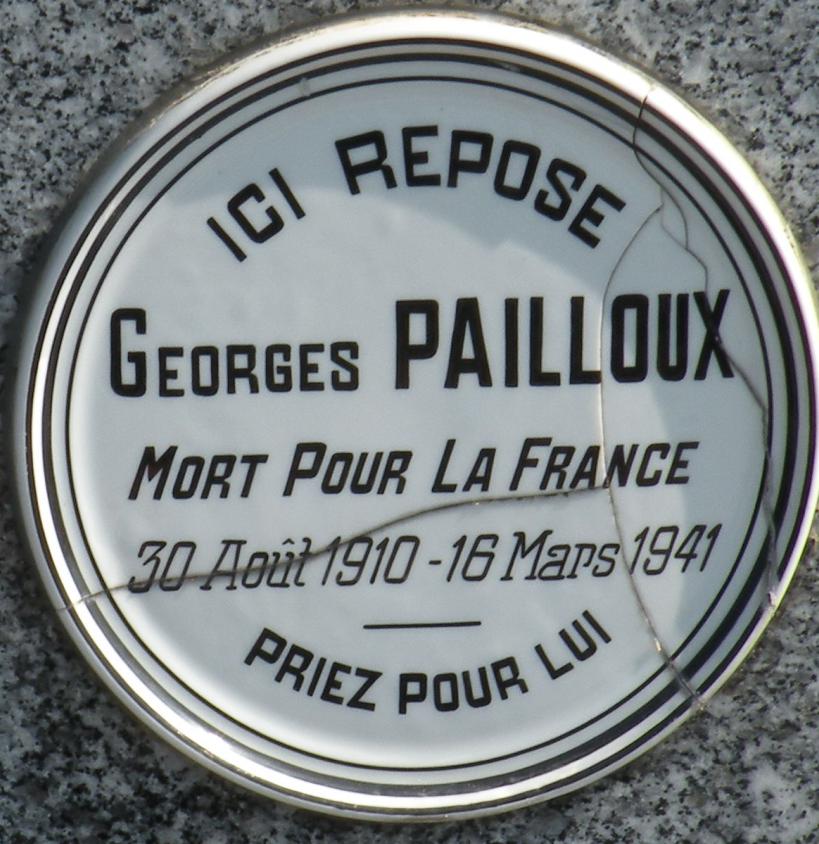 ICI REPOSE
GEORGES PAILLOUX
MORT POUR LA FRANCE
30 Août 1910 - 16 Mars 1941
PRIEZ POUR LUI